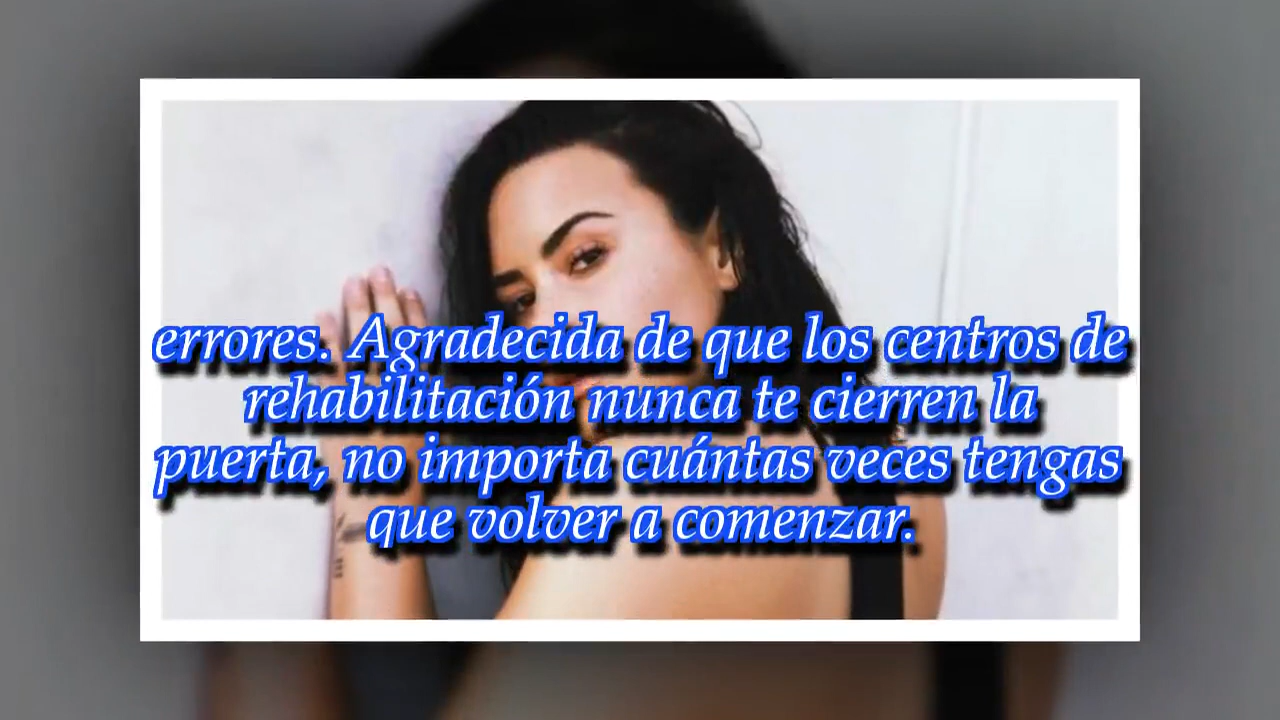 errores. Agradecida de que los centros de
rehabilitación nunca te cierren la
puerta, no importa cuántas veces tengas
que volver a comenzar.